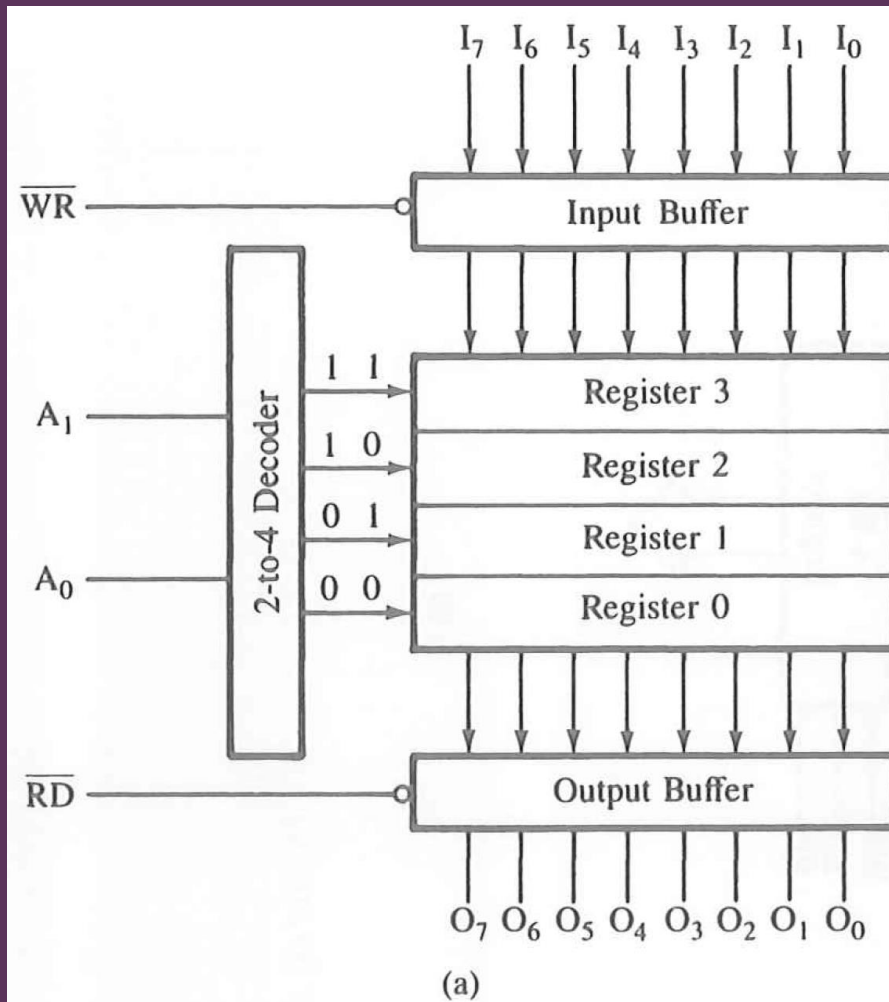 I₇ I₆ I₅ I₄ I₃ I₂ I₁ I₀
W̅R̅
Input Buffer
2-to-4 Decoder
1 1
Register 3
A₁
1 0
Register 2
0 1
Register 1
A₀
0 0
Register 0
R̅D̅
Output Buffer
O₇ O₆ O₅ O₄ O₃ O₂ O₁ O₀
(a)